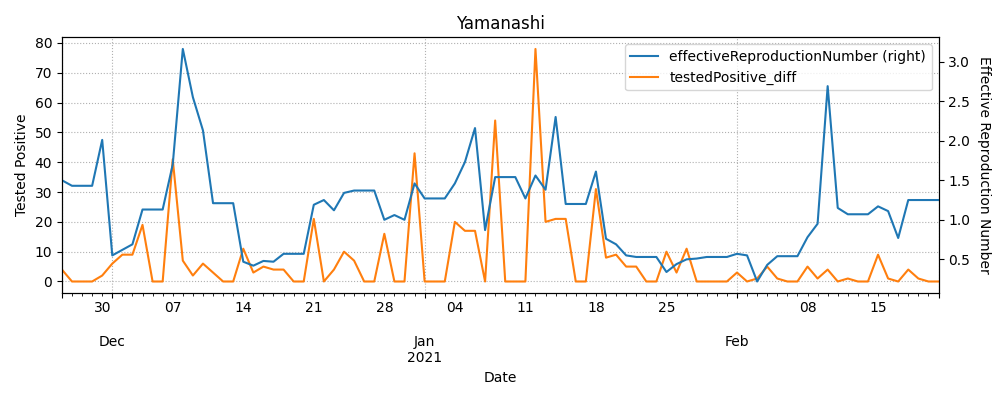 Yamanashi
effectiveReproductionNumber (right)
testedPositive_diff
Tested Positive
80
70
60
50
40
30
20
10
0
3.0
2.5
2.0
1.5
1.0
0.5
Effective Reproduction Number
30 07 14 21 28 04 11 18 25 08 15
Dec Jan Feb
2021
Date